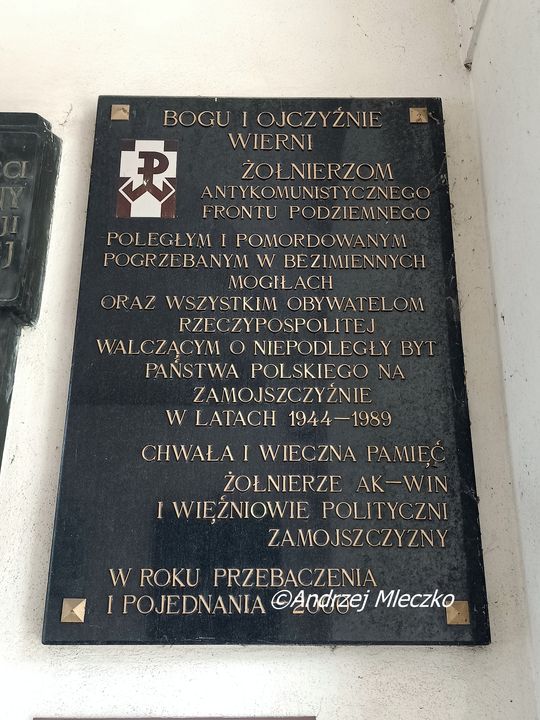 BOGU I OJCZYŹNIE
WIERNI
ŻOŁNIERZOM
ANTYKOMUNISTYCZNEGO
FRONTU PODZIEMNEGO
POLEGŁYM I POMORDOWANYM
POGRZEBANYM W BEZIMIENNYCH
MOGIŁACH
ORAZ WSZYSTKIM OBYWATELOM
RZECZYPOSPOLITEJ
WALCZĄCYM O NIEPODLEGŁY BYT
PAŃSTWA POLSKIEGO NA
ZAMOJSZCZYŹNIE
W LATACH 1944–1989
CHWAŁA I WIECZNA PAMIĘĆ
ŻOŁNIERZE AK–WIN
I WIĘŹNIOWIE POLITYCZNI
ZAMOJSZCZYZNY
W ROKU PRZEBACZENIA
I POJEDNANIA 2000
©Andrzej Mleczko